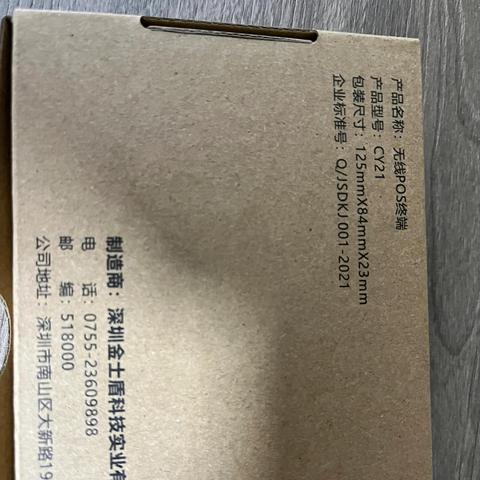 产品名称：无线POS终端
产品型号：CY21
包装尺寸：125mmX84mmX23mm
企业标准号：Q/JSDKJ 001-2021
制造商：深圳金士盾科技实业有
电 话：0755-23609898
邮 编：518000
公司地址：深圳市南山区大新路19